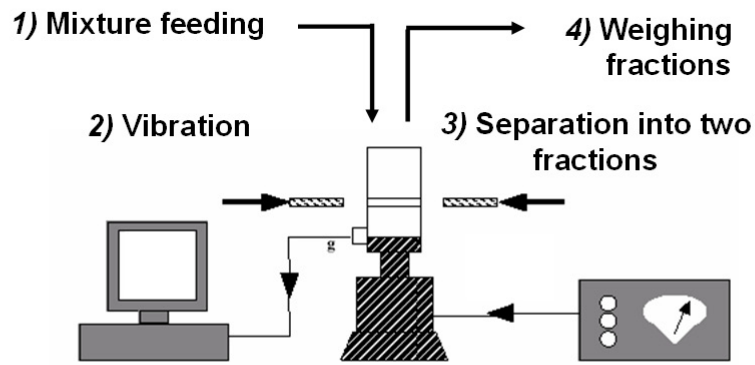 1) Mixture feeding
4) Weighing
fractions
2) Vibration
3) Separation into two
fractions